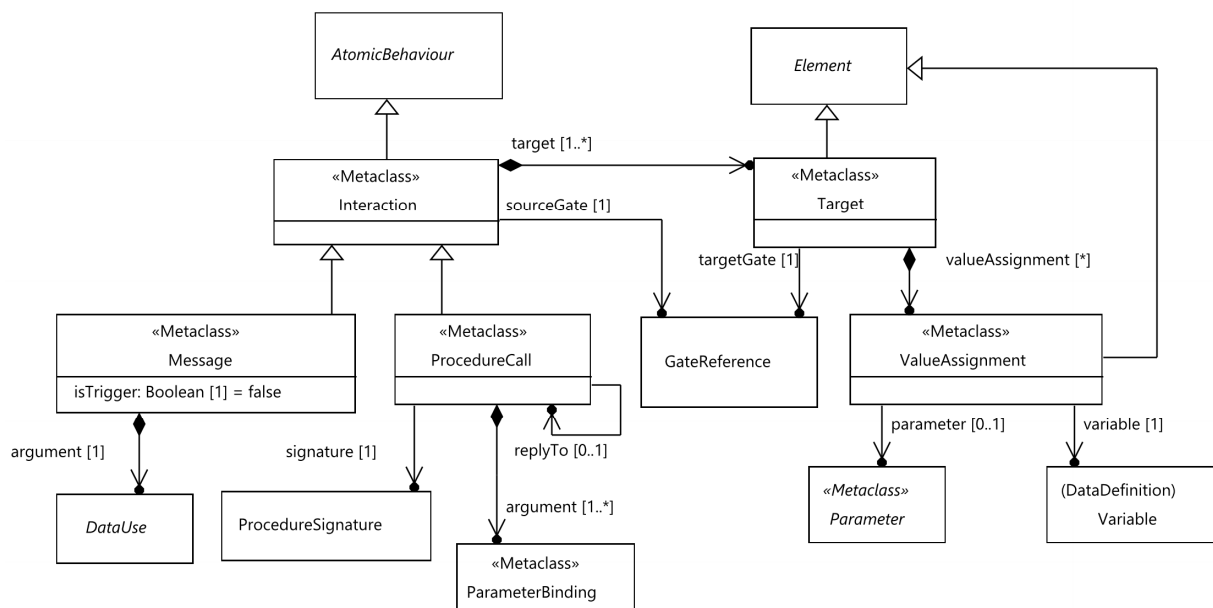 AtomicBehaviour
Element
target [1..*]
«Metaclass»
Interaction
«Metaclass»
Target
sourceGate [1]
targetGate [1]
valueAssignment [*]
«Metaclass»
Message
isTrigger: Boolean [1] = false
«Metaclass»
ProcedureCall
GateReference
«Metaclass»
ValueAssignment
argument [1]
signature [1]
replyTo [0..1]
parameter [0..1]
variable [1]
DataUse
ProcedureSignature
argument [1..*]
«Metaclass»
ParameterBinding
«Metaclass»
Parameter
(DataDefinition)
Variable